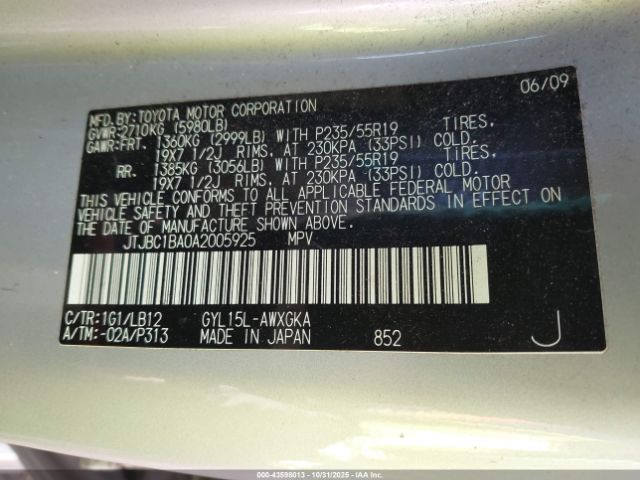 06/09
MFD.BY:TOYOTA MOTOR CORPORATION
GVWR:2710KG (5980LB)
GAWR:FRT. 1360KG (2999LB) WITH P235/55R19 TIRES,
19X7 1/2J RIMS, AT 230KPA (33PSI) COLD.
RR. 1385KG (3056LB) WITH P235/55R19 TIRES,
19X7 1/2J RIMS, AT 230KPA (33PSI) COLD.
THIS VEHICLE CONFORMS TO ALL APPLICABLE FEDERAL MOTOR
VEHICLE SAFETY AND THEFT PREVENTION STANDARDS IN EFFECT ON
THE DATE OF MANUFACTURE SHOWN ABOVE.
JTJBC1BA0A2005925 MPV
C/TR:1G1/LB12 GYL15L-AWXGKA
A/TM:-02A/P313 MADE IN JAPAN 852 J
000-43598013 - 10/31/2025 - IAAI.COM